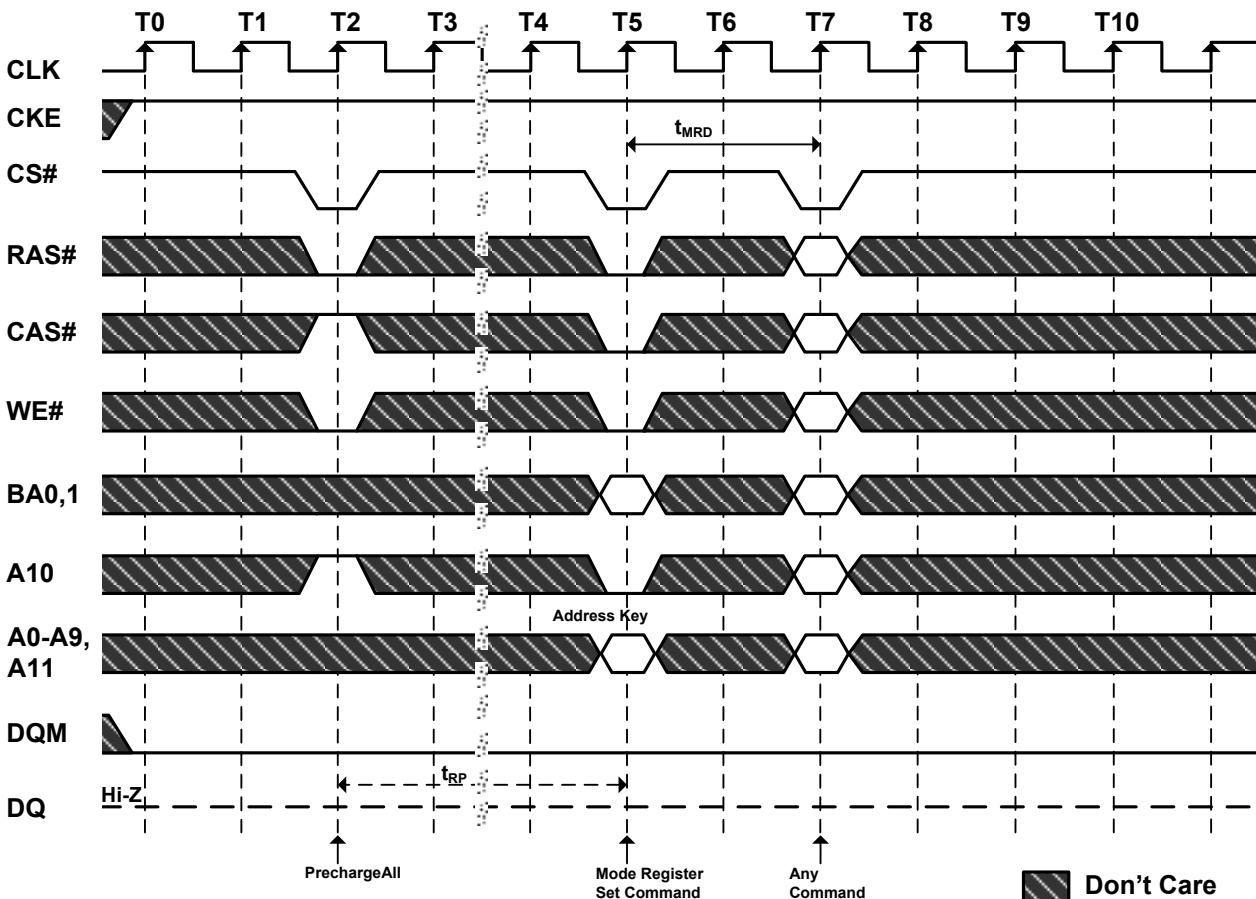 T0 T1 T2 T3 T4 T5 T6 T7 T8 T9 T10
CLK
CKE
tMRD
CS#
RAS#
CAS#
WE#
BA0,1
A10
Address Key
A0-A9,
A11
DQM
tRP
Hi-Z
DQ
PrechargeAll
Mode Register
Set Command
Any
Command
Don't Care